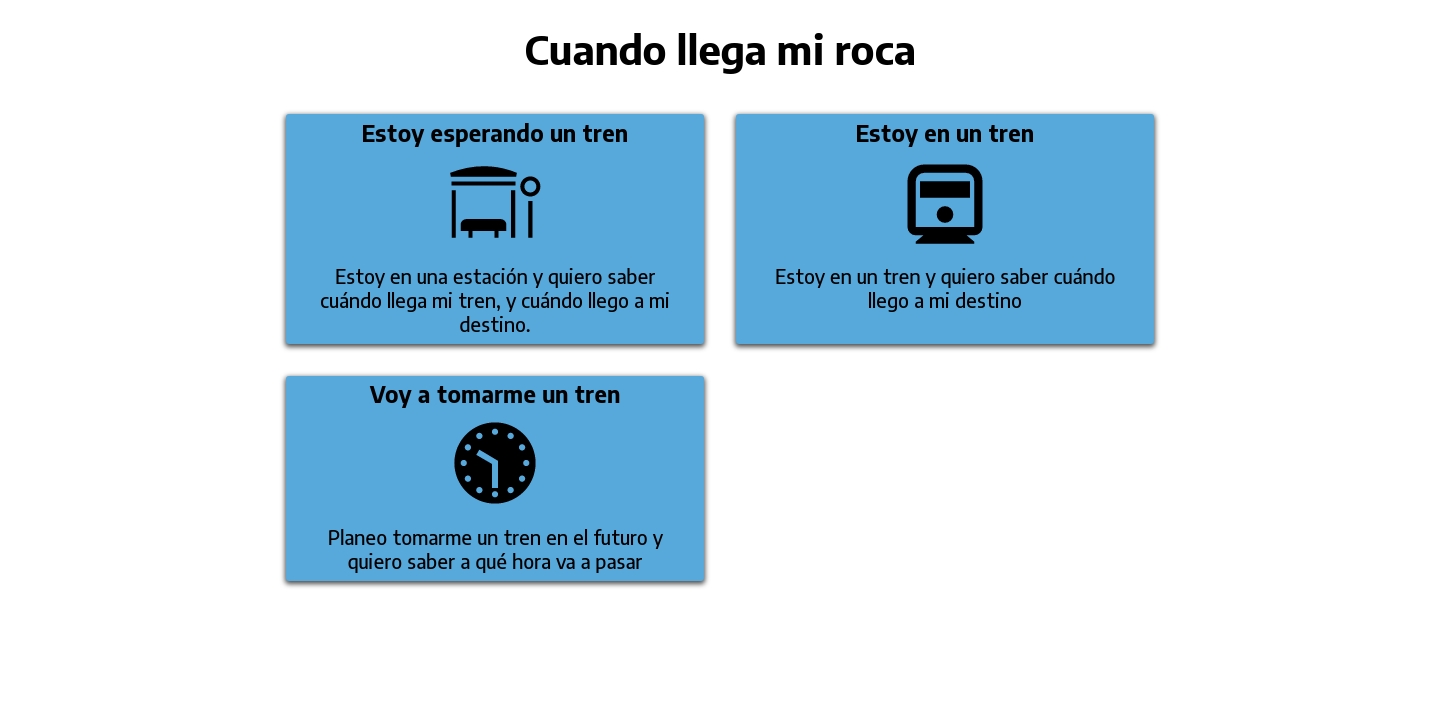 Cuando llega mi roca
Estoy esperando un tren
Estoy en una estación y quiero saber
cuándo llega mi tren, y cuándo llego a mi
destino.
Estoy en un tren
Estoy en un tren y quiero saber cuándo
llego a mi destino
Voy a tomarme un tren
Planeo tomarme un tren en el futuro y
quiero saber a qué hora va a pasar